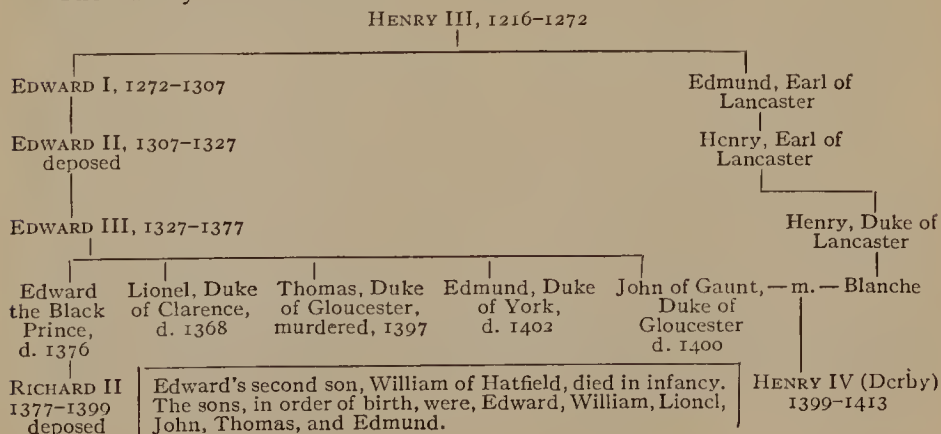 HENRY III, 1216–1272
EDWARD I, 1272–1307
Edmund, Earl of
Lancaster
EDWARD II, 1307–1327
deposed
Henry, Earl of
Lancaster
EDWARD III, 1327–1377
Henry, Duke of
Lancaster
Edward
the Black
Prince,
d. 1376
Lionel, Duke
of Clarence,
d. 1368
Thomas, Duke
of Gloucester,
murdered, 1397
Edmund, Duke
of York,
d. 1402
John of Gaunt,
Duke of
Gloucester
d. 1400
— m. — Blanche
RICHARD II
1377–1399
deposed
Edward's second son, William of Hatfield, died in infancy.
The sons, in order of birth, were, Edward, William, Lionel,
John, Thomas, and Edmund.
HENRY IV (Derby)
1399–1413